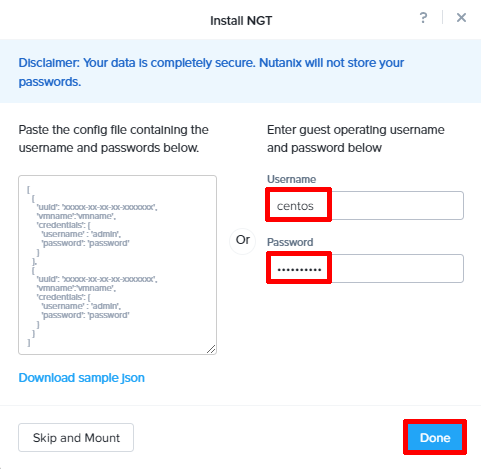 Install NGT
?
×
Disclaimer: Your data is completely secure. Nutanix will not store your
passwords.
Paste the config file containing the
username and passwords below.
[
[
'uuid': 'xxxxx-xx-xx-xx-xxxxxxx',
'vmname':'vmname',
'credentials': [
'username' : 'admin',
'password': 'password'
]
],
[
'uuid': 'xxxxx-xx-xx-xx-xxxxxxx',
'vmname':'vmname',
'credentials': [
'username' : 'admin',
'password': 'password'
]
]
]
Download sample json
Or
Enter guest operating username
and password below
Username
centos
Password
••••••••••
Skip and Mount
Done